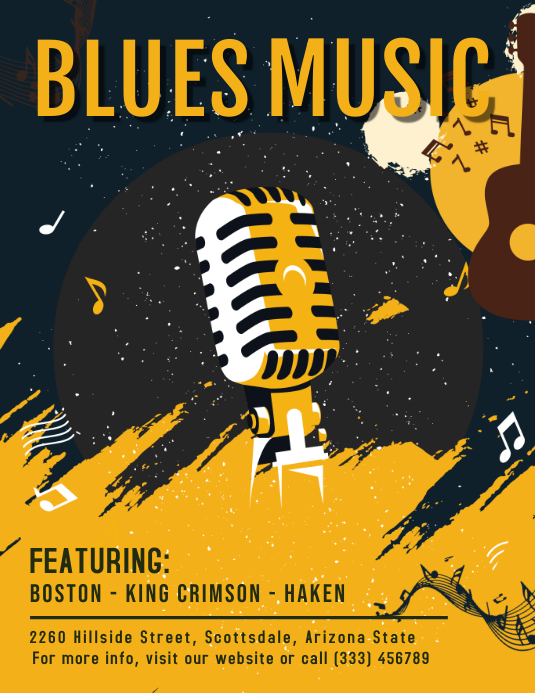 BLUES MUSIC
FEATURING:
BOSTON - KING CRIMSON - HAKEN
2260 Hillside Street, Scottsdale, Arizona State
For more info, visit our website or call (333) 456789